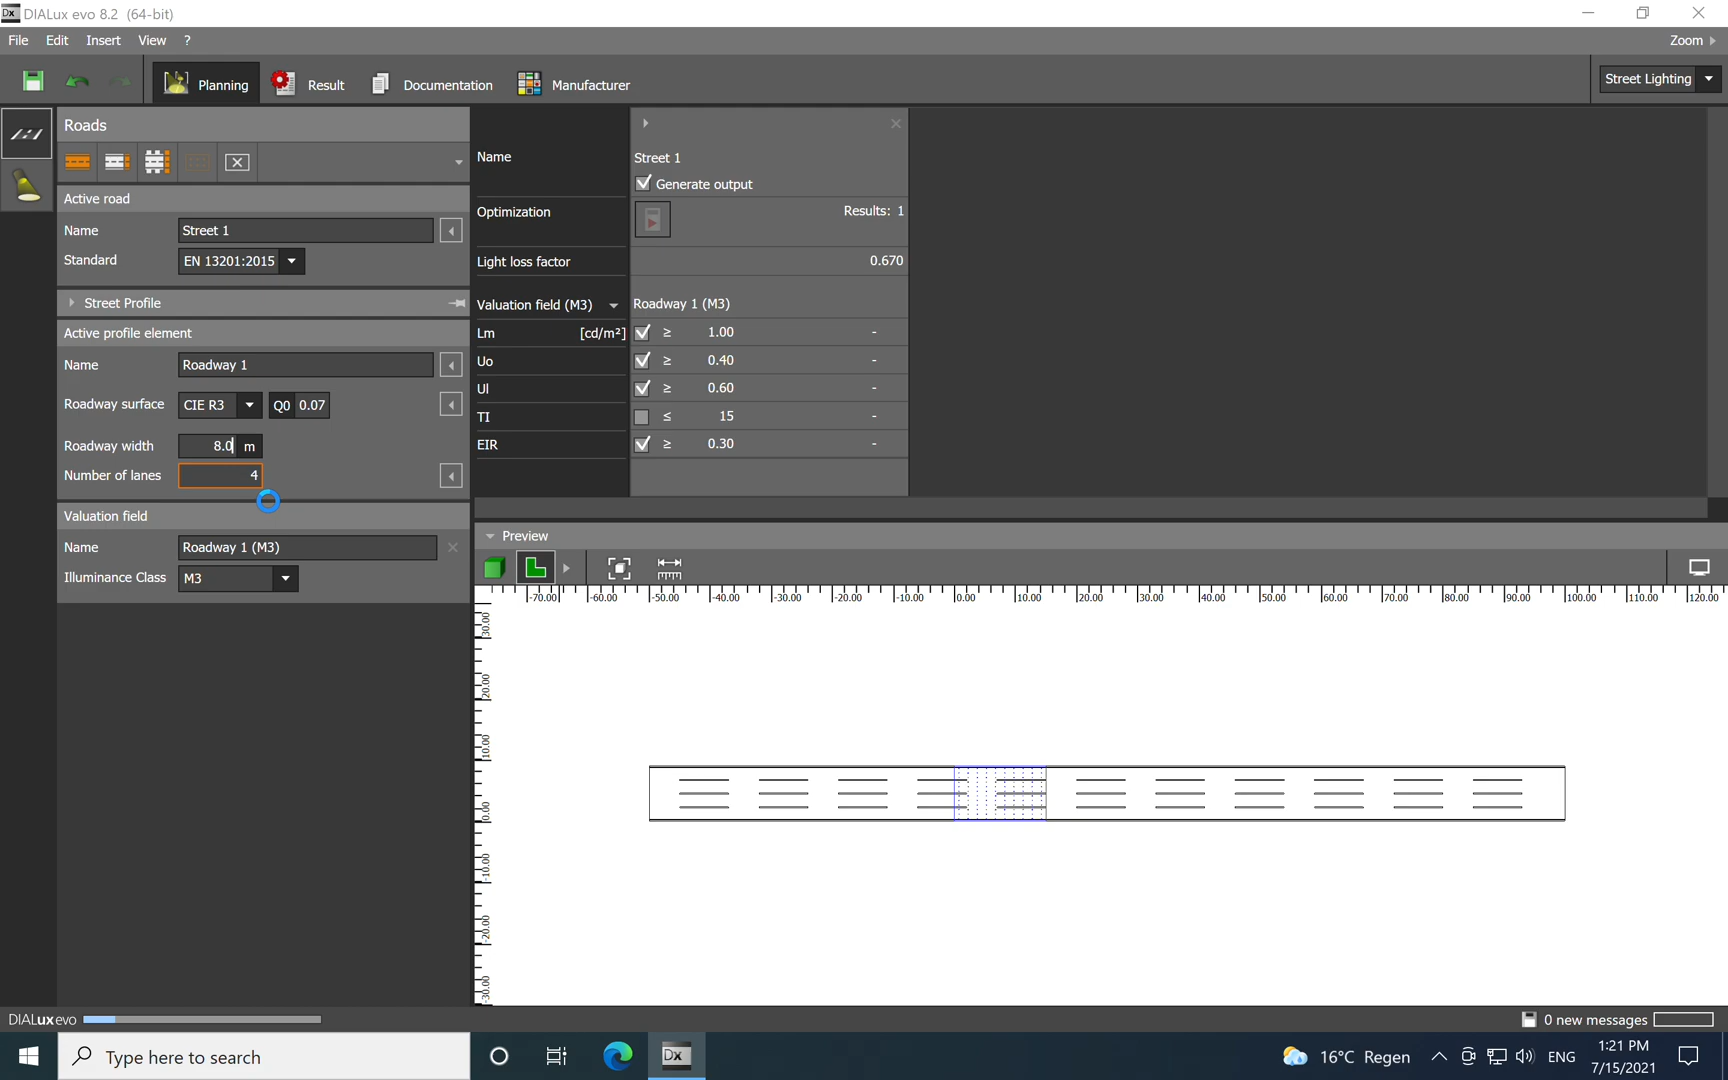 DIALux evo 8.2 (64-bit)
File Edit Insert View ? Zoom
Planning Result Documentation Manufacturer Street Lighting
Roads
Active road
Name Street 1
Standard EN 13201:2015
Street Profile
Active profile element
Name Roadway 1
Roadway surface CIE R3 Q0 0.07
Roadway width 8.0 m
Number of lanes 4
Valuation field
Name Roadway 1 (M3)
Illuminance Class M3
Name Street 1
Generate output
Optimization Results: 1
Light loss factor 0.670
Valuation field (M3) Roadway 1 (M3)
Lm [cd/m²] ≥ 1.00 -
Uo ≥ 0.40 -
Ul ≥ 0.60 -
TI ≤ 15 -
EIR ≥ 0.30 -
Preview
-70.00 -60.00 -50.00 -40.00 -30.00 -20.00 -10.00 0.00 10.00 20.00 30.00 40.00 50.00 60.00 70.00 80.00 90.00 100.00 110.00 120.00
30.00
20.00
10.00
0.00
-10.00
-20.00
-30.00
DIALux evo 0 new messages
Type here to search Dx 16°C Regen ENG 1:21 PM
7/15/2021